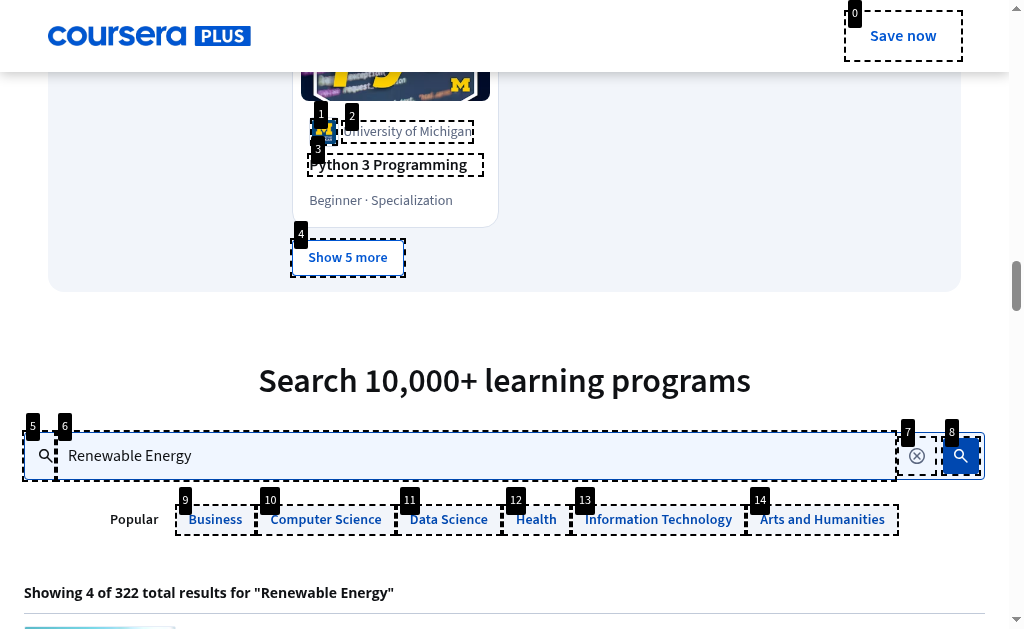 coursera PLUS
0
Save now
1
2
University of Michigan
3
Python 3 Programming
Beginner · Specialization
4
Show 5 more
Search 10,000+ learning programs
5
6
7
8
Renewable Energy
9
10
11
12
13
14
Popular
Business
Computer Science
Data Science
Health
Information Technology
Arts and Humanities
Showing 4 of 322 total results for "Renewable Energy"